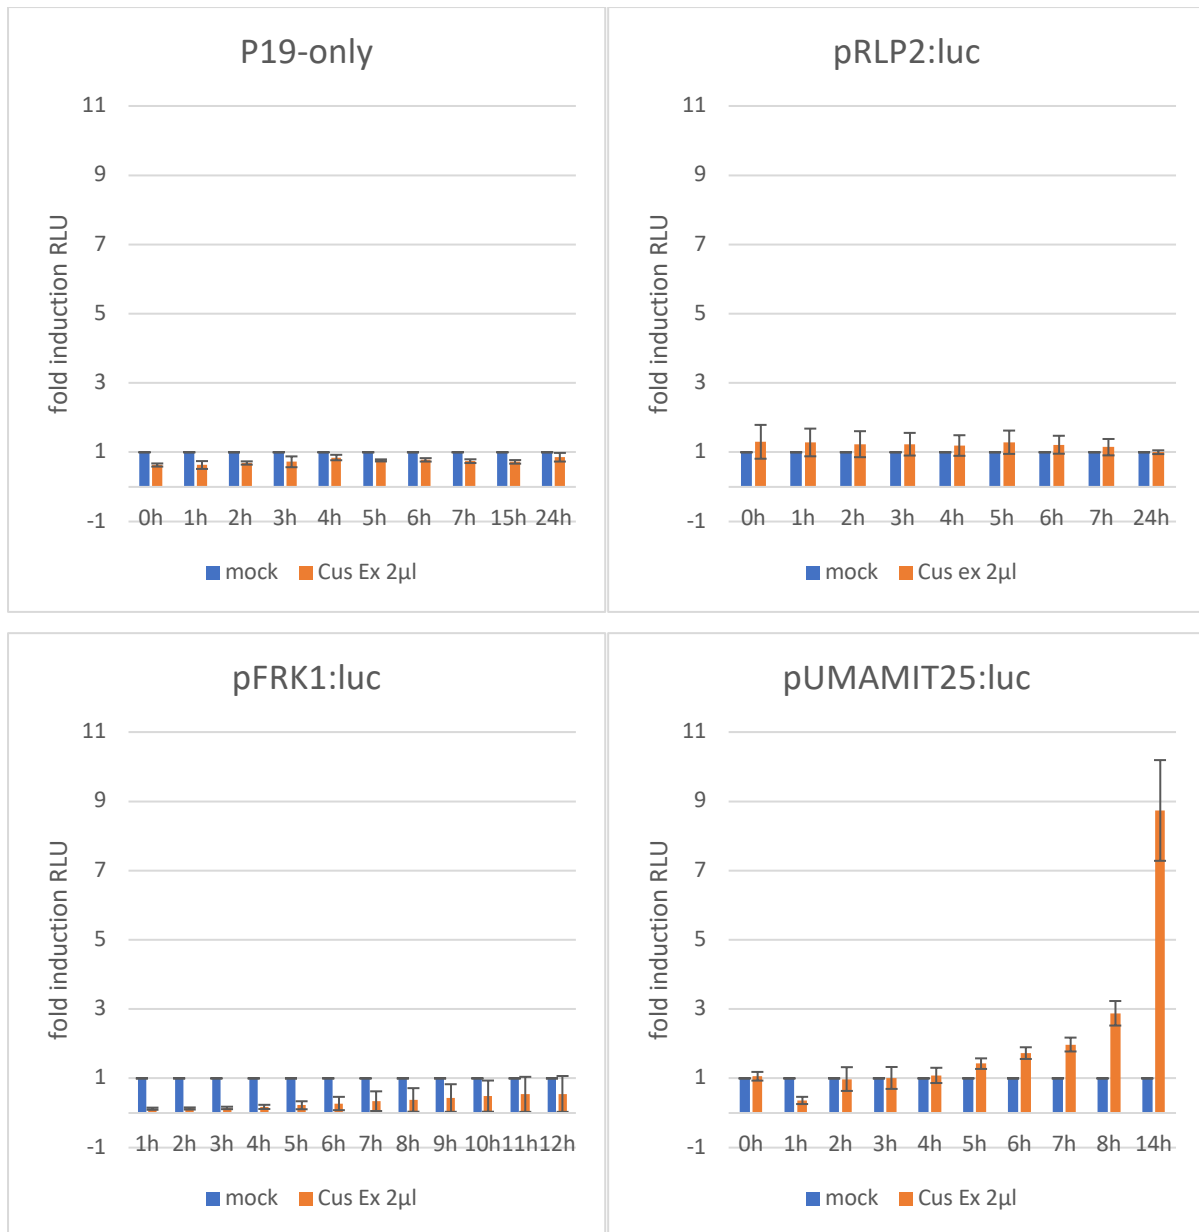 P19-only
11
9
7
5
3
1
-1
fold induction RLU
0h 1h 2h 3h 4h 5h 6h 7h 15h 24h
mock Cus Ex 2µl
pRLP2:luc
11
9
7
5
3
1
-1
fold induction RLU
0h 1h 2h 3h 4h 5h 6h 7h 24h
mock Cus ex 2µl
pFRK1:luc
11
9
7
5
3
1
-1
fold induction RLU
1h 2h 3h 4h 5h 6h 7h 8h 9h 10h 11h 12h
mock Cus Ex 2µl
pUMAMIT25:luc
11
9
7
5
3
1
-1
fold induction RLU
0h 1h 2h 3h 4h 5h 6h 7h 8h 14h
mock Cus Ex 2µl